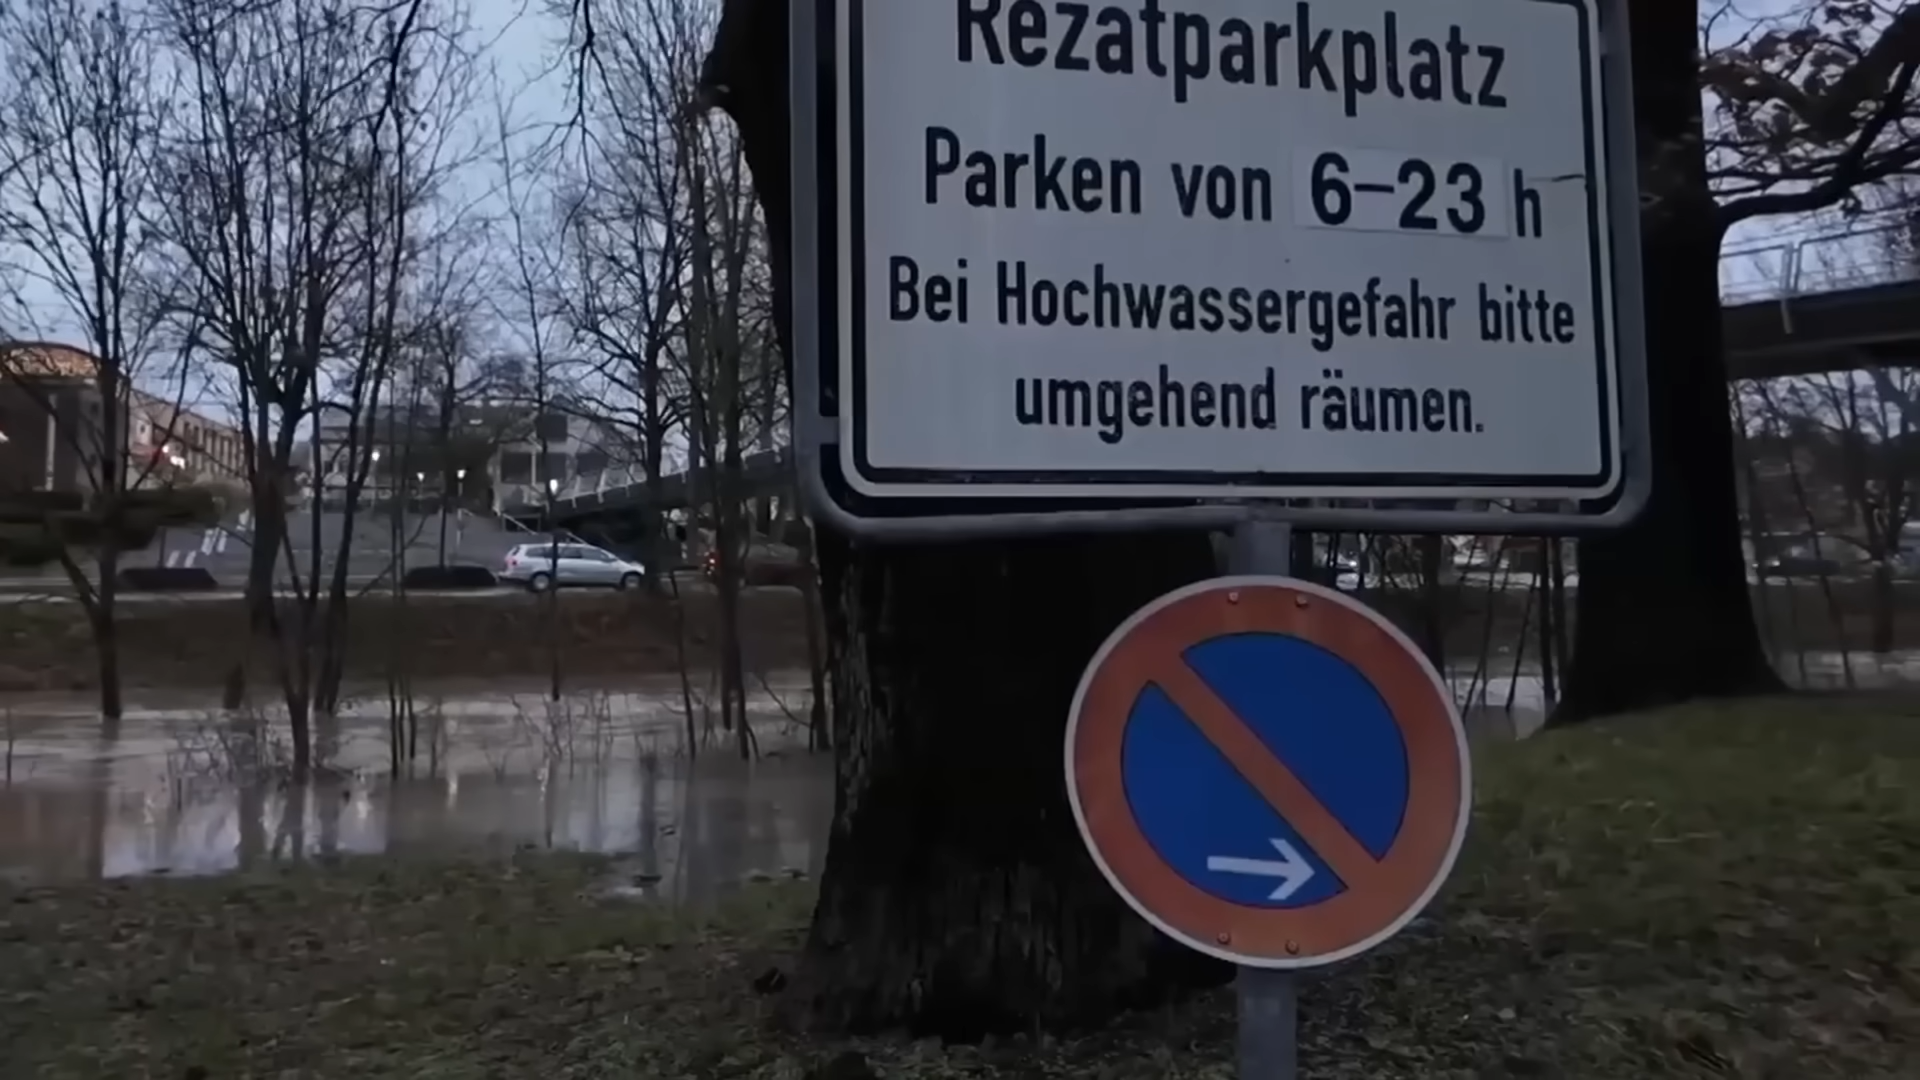 Rezatparkplatz
Parken von 6–23 h
Bei Hochwassergefahr bitte
umgehend räumen.